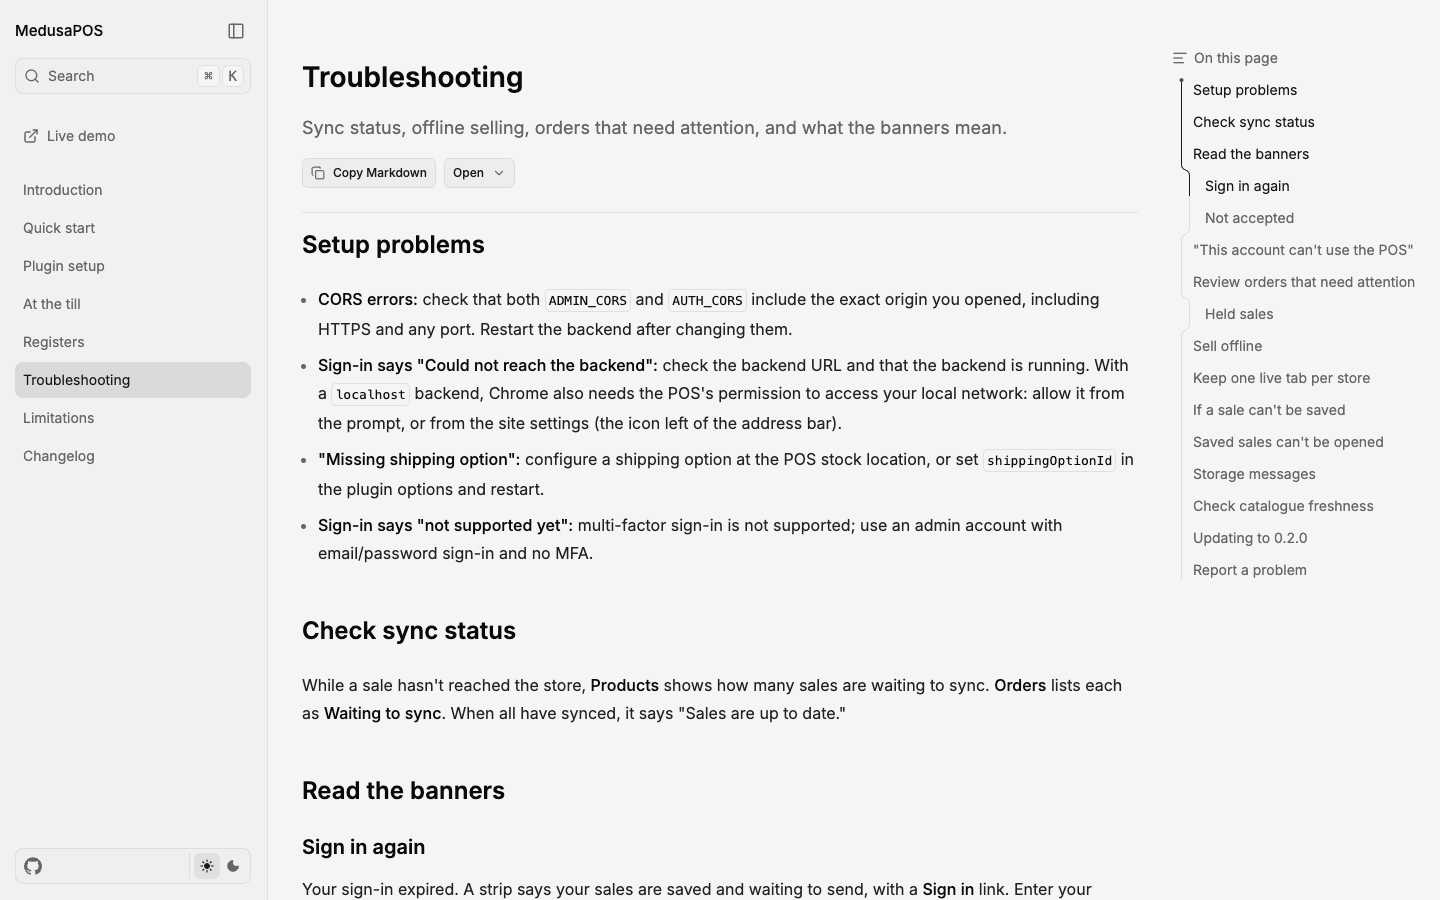 MedusaPOS
Search
⌘ K
Live demo
Introduction
Quick start
Plugin setup
At the till
Registers
Troubleshooting
Limitations
Changelog
Troubleshooting
Sync status, offline selling, orders that need attention, and what the banners mean.
Copy Markdown
Open
Setup problems
CORS errors: check that both ADMIN_CORS and AUTH_CORS include the exact origin you opened, including
HTTPS and any port. Restart the backend after changing them.
Sign-in says "Could not reach the backend": check the backend URL and that the backend is running. With
a localhost backend, Chrome also needs the POS's permission to access your local network: allow it from
the prompt, or from the site settings (the icon left of the address bar).
"Missing shipping option": configure a shipping option at the POS stock location, or set shippingOptionId in
the plugin options and restart.
Sign-in says "not supported yet": multi-factor sign-in is not supported; use an admin account with
email/password sign-in and no MFA.
Check sync status
While a sale hasn't reached the store, Products shows how many sales are waiting to sync. Orders lists each
as Waiting to sync. When all have synced, it says "Sales are up to date."
Read the banners
Sign in again
Your sign-in expired. A strip says your sales are saved and waiting to send, with a Sign in link. Enter your
On this page
Setup problems
Check sync status
Read the banners
Sign in again
Not accepted
"This account can't use the POS"
Review orders that need attention
Held sales
Sell offline
Keep one live tab per store
If a sale can't be saved
Saved sales can't be opened
Storage messages
Check catalogue freshness
Updating to 0.2.0
Report a problem